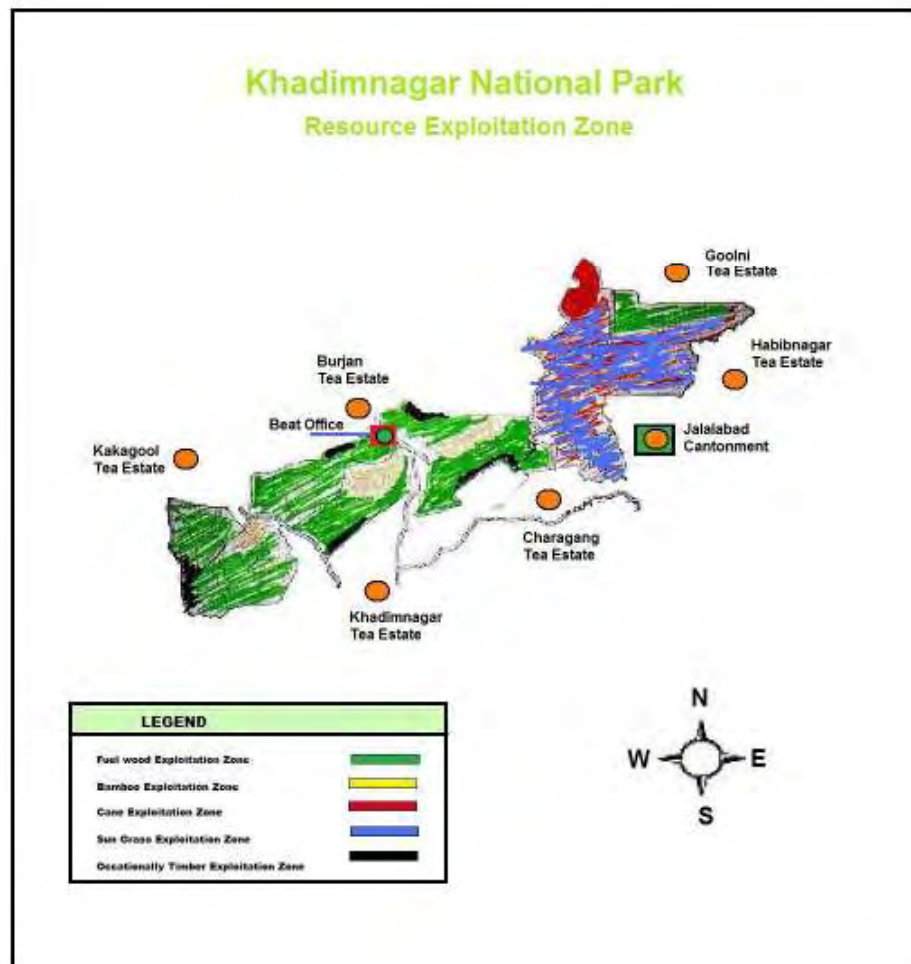 Khadimnagar National Park
Resource Exploitation Zone
Goolni
Tea Estate
Habibnagar
Tea Estate
Burjan
Tea Estate
Beat Office
Jalalabad
Cantonment
Kakagool
Tea Estate
Charagang
Tea Estate
Khadimnagar
Tea Estate
LEGEND
Fuel wood Exploitation Zone
Bamboo Exploitation Zone
Cane Exploitation Zone
Sun Grass Exploitation Zone
Occationally Timber Exploitation Zone
N
W E
S